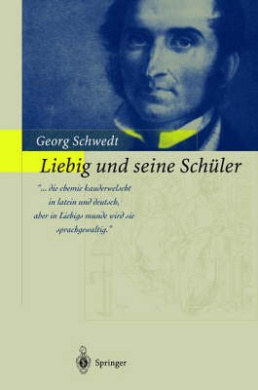 Georg Schwedt
Liebig und seine Schüler
"... die chemie kauderwelscht
in latein und deutsch,
aber in Liebigs munde wird sie
sprachgewaltig."
Springer